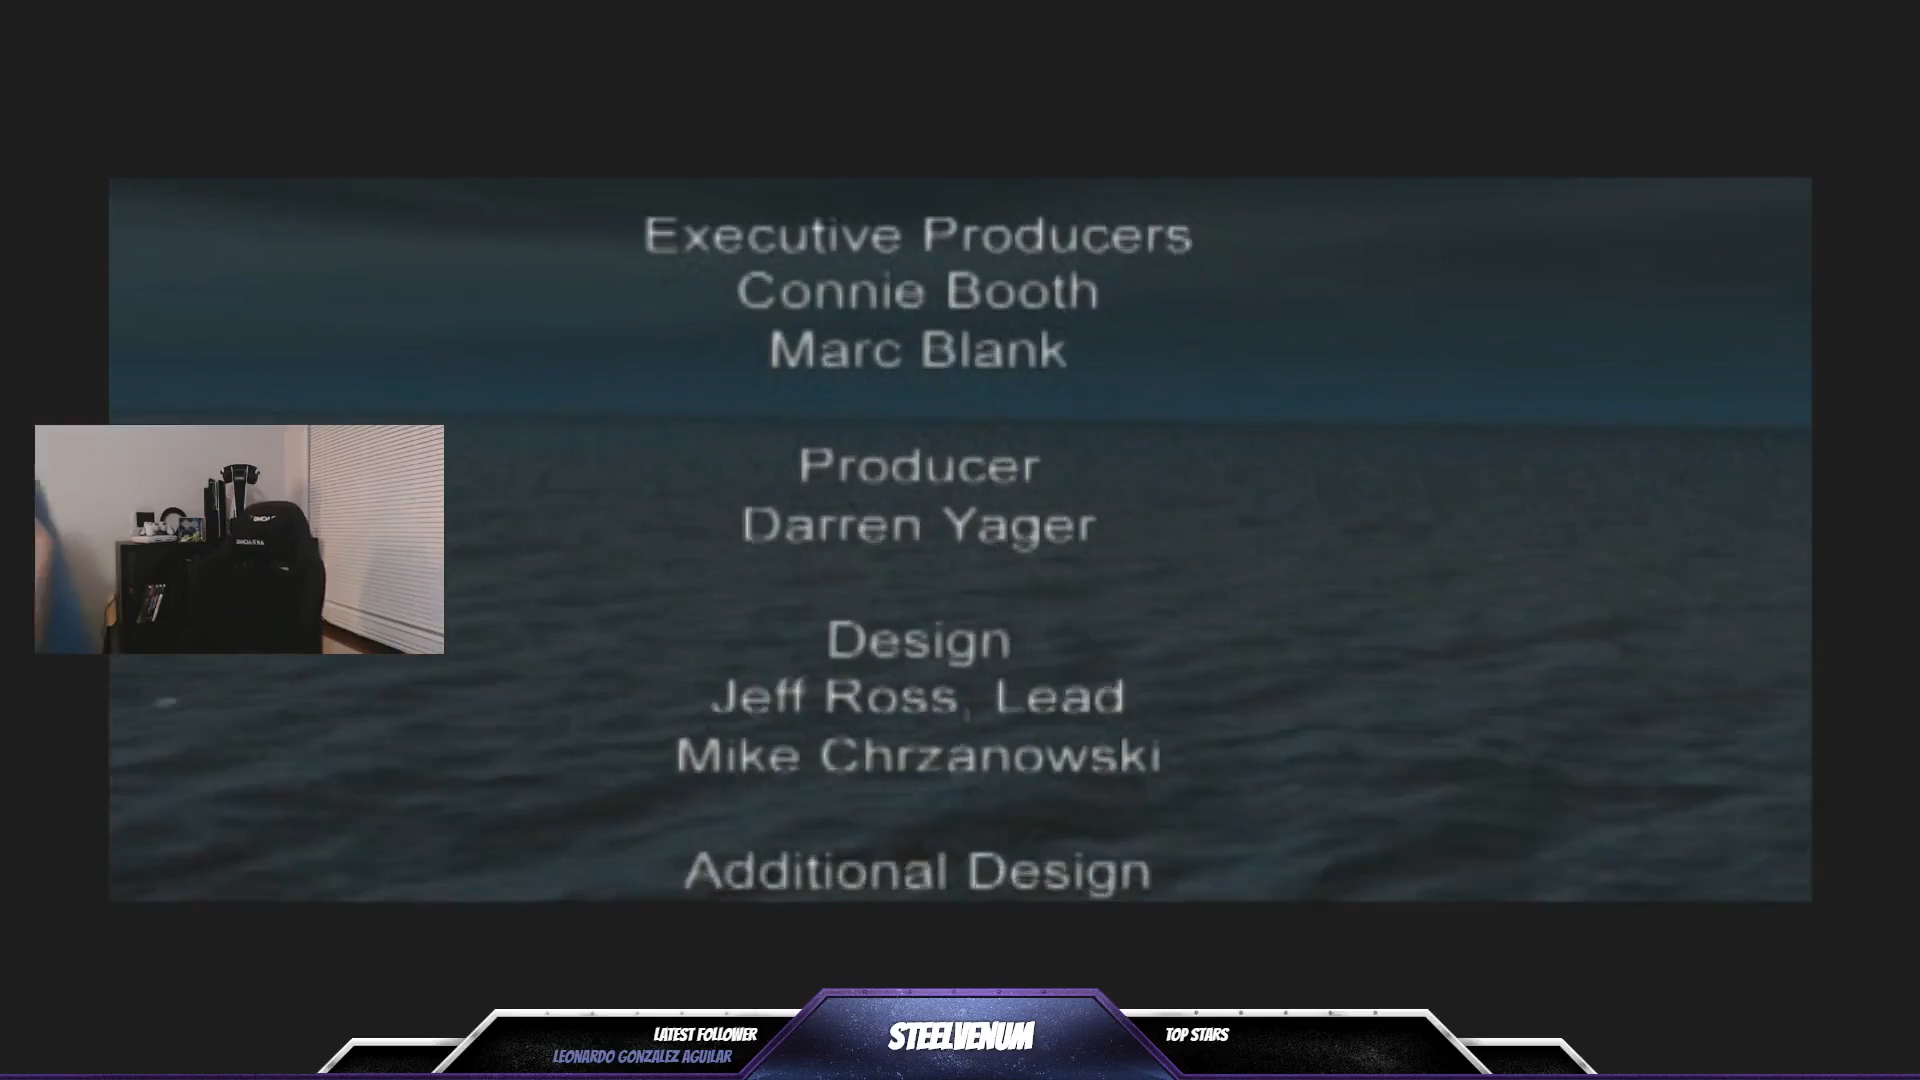 Executive Producers
Connie Booth
Marc Blank
Producer
Darren Yager
Design
Jeff Ross, Lead
Mike Chrzanowski
Additional Design
LATEST FOLLOWER
LEONARDO GONZALEZ AGUILAR
STEELVENUM
TOP STARS